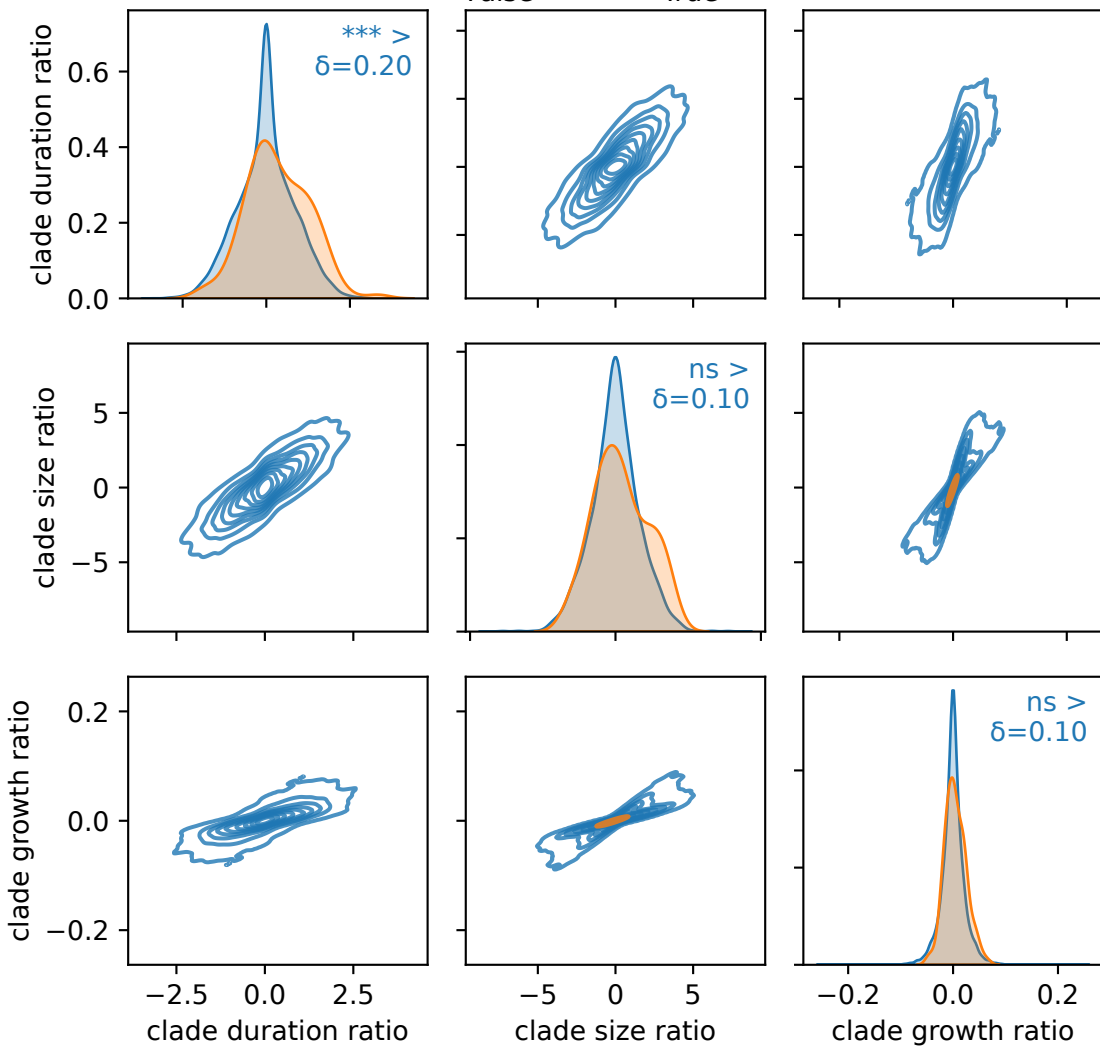 *** >
δ=0.20
clade duration ratio
0.6
0.4
0.2
0.0
ns >
δ=0.10
clade size ratio
5
0
−5
ns >
δ=0.10
clade growth ratio
0.2
0.0
−0.2
−2.5 0.0 2.5 −5 0 5 −0.2 0.0 0.2
clade duration ratio clade size ratio clade growth ratio